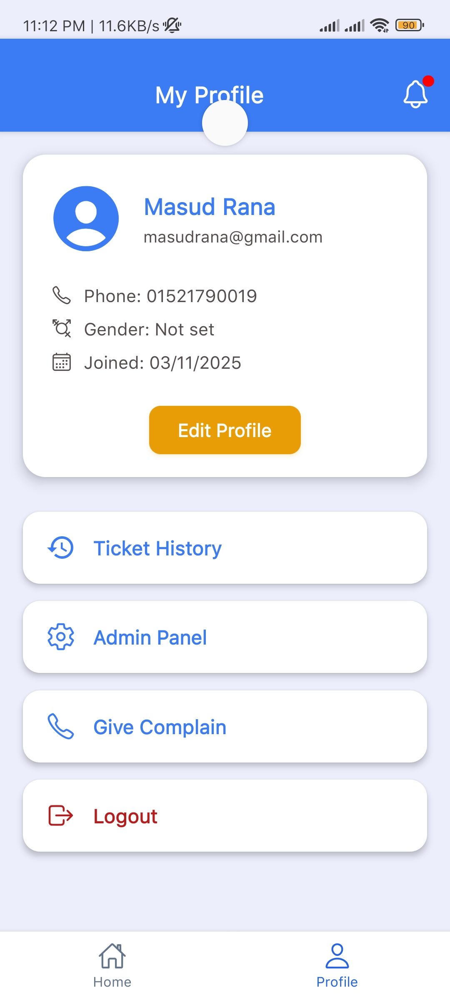 11:12 PM | 11.6KB/s
90
My Profile
Masud Rana
masudrana@gmail.com
Phone: 01521790019
Gender: Not set
Joined: 03/11/2025
Edit Profile
Ticket History
Admin Panel
Give Complain
Logout
Home
Profile